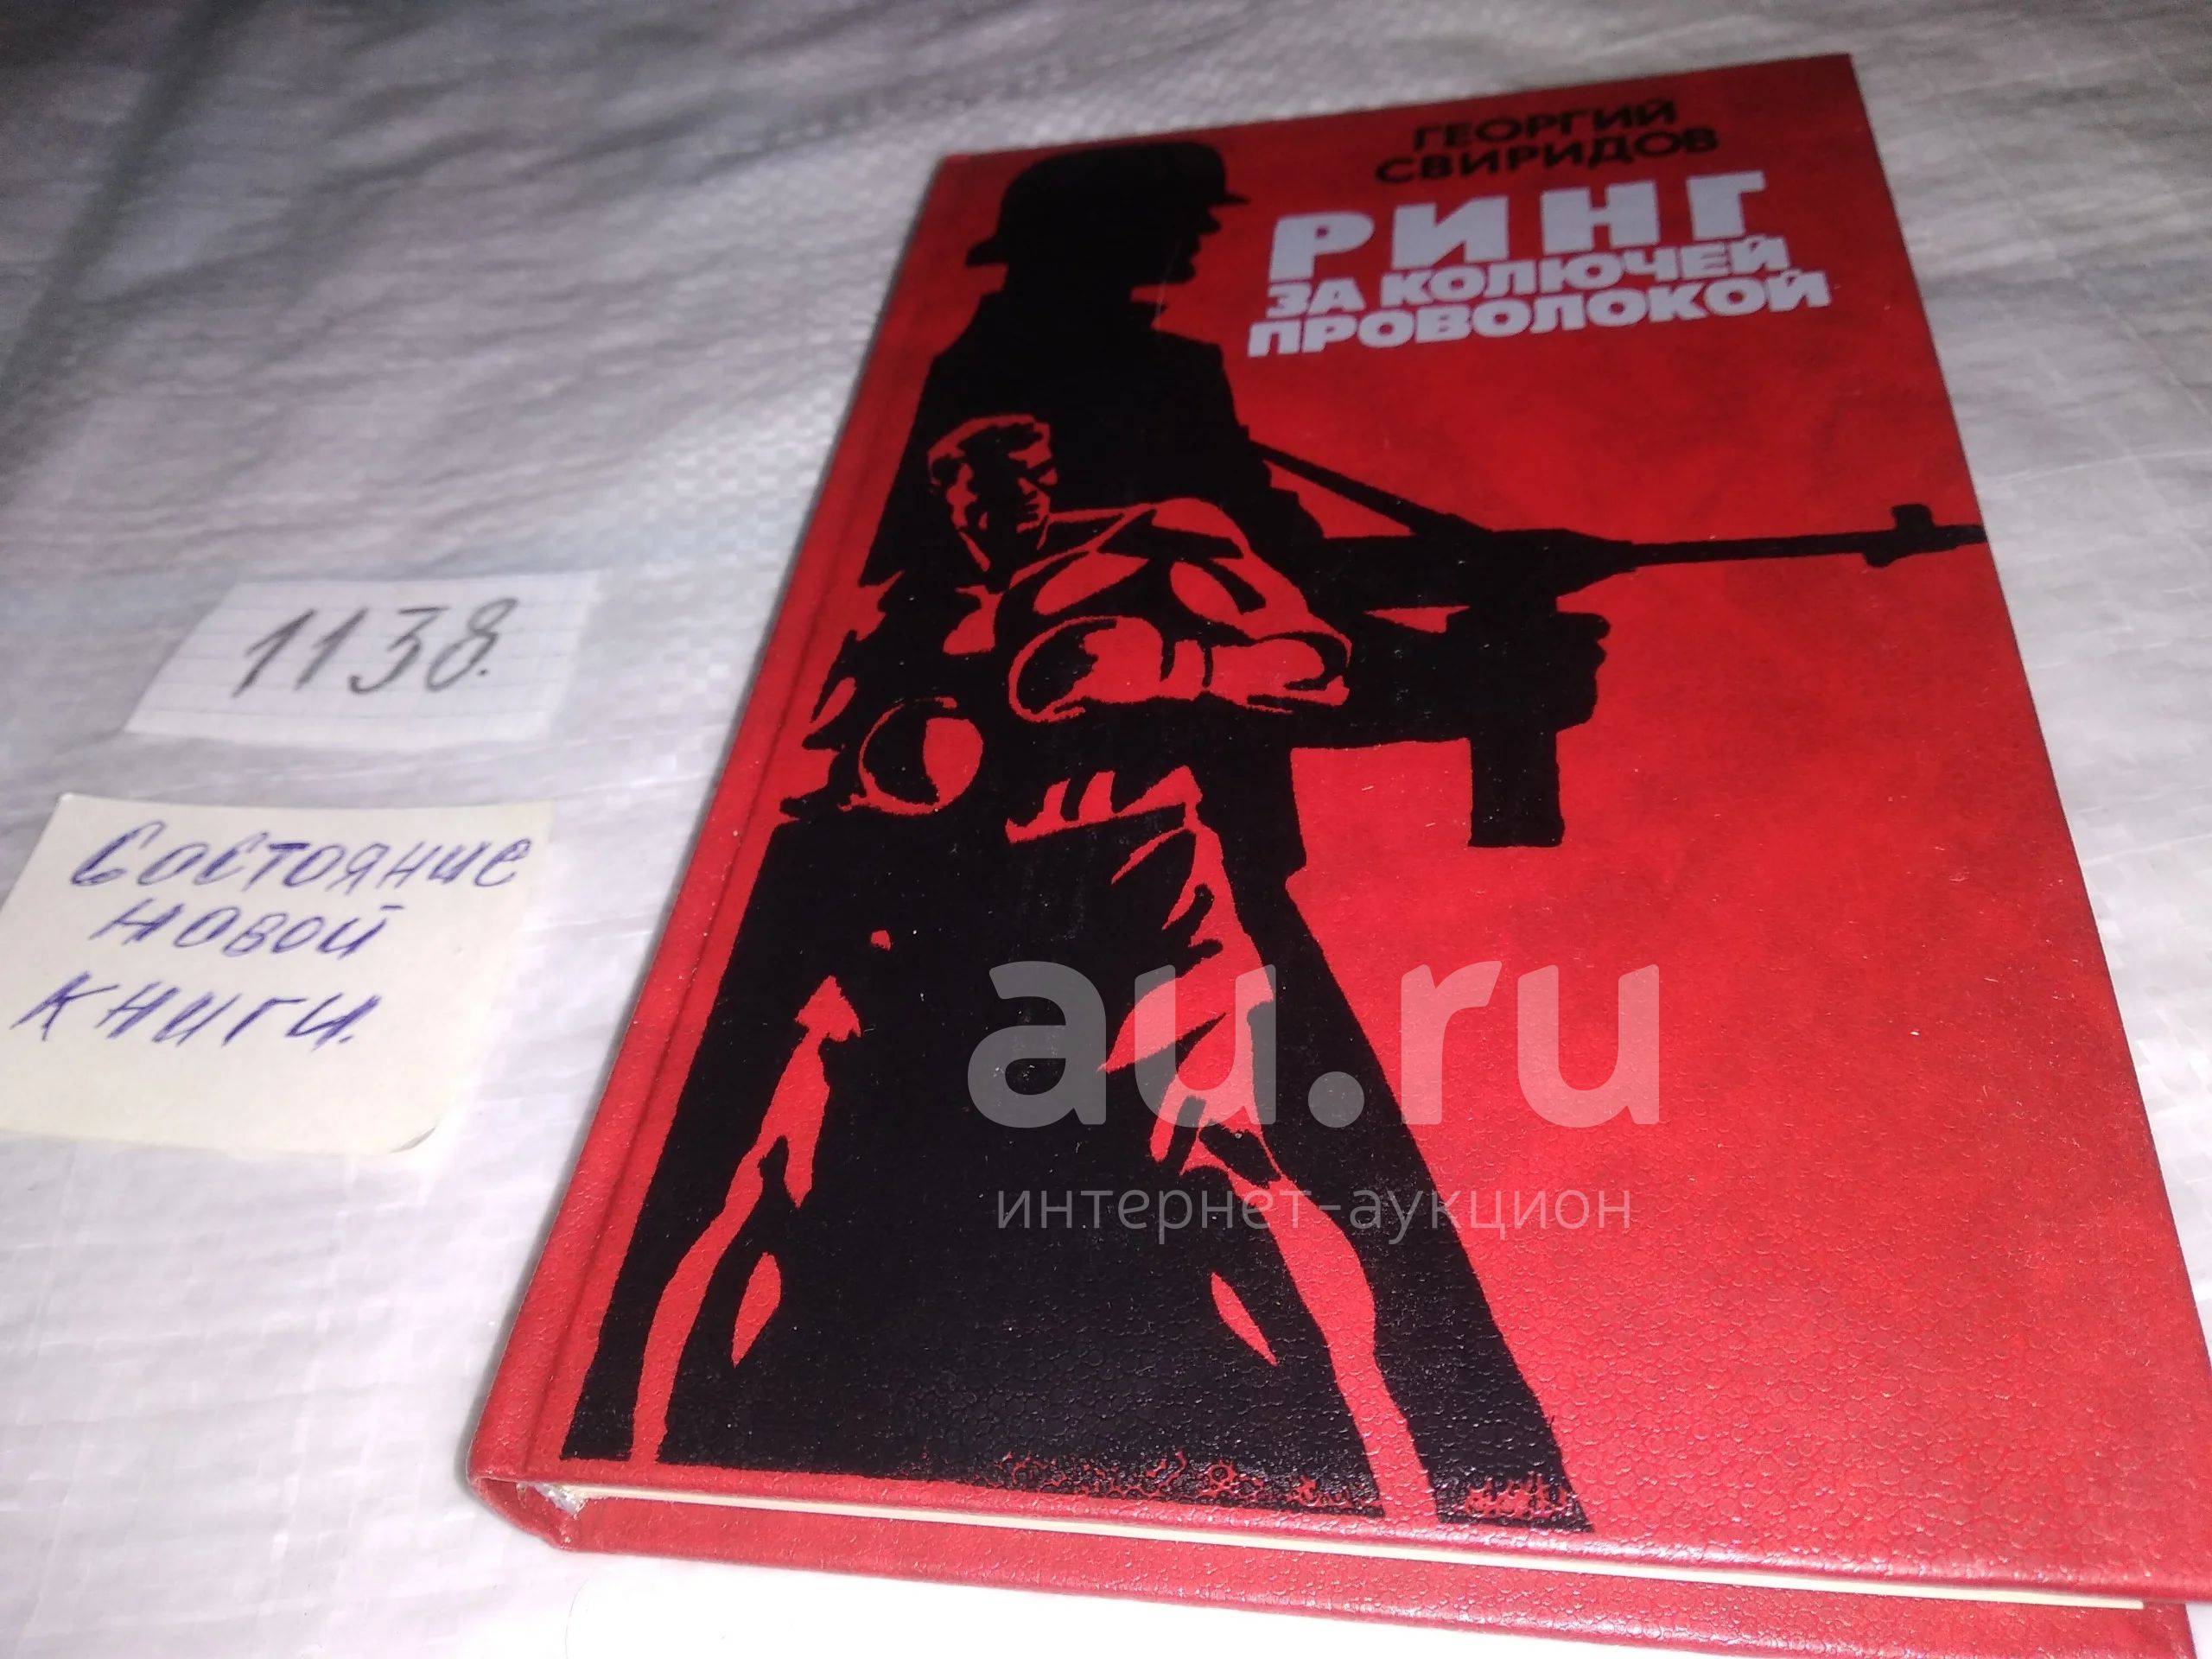 ГЕОРГИЙ
СВИРИДОВ
РИНГ
ЗА КОЛЮЧЕЙ
ПРОВОЛОКОЙ
1138.
Состояние
новой
книги.
au.ru
интернет-аукцион